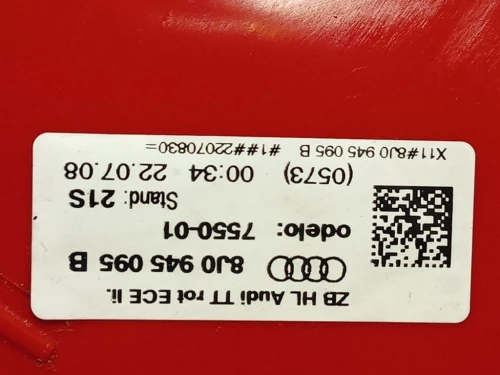 ZB HL Audi TT rot ECE li.
8J0 945 095 B
odelo: 7550-01
Stand: 21S
(0573) 00:34 22.07.08
X11#8J0 945 095 B #1##22070830=